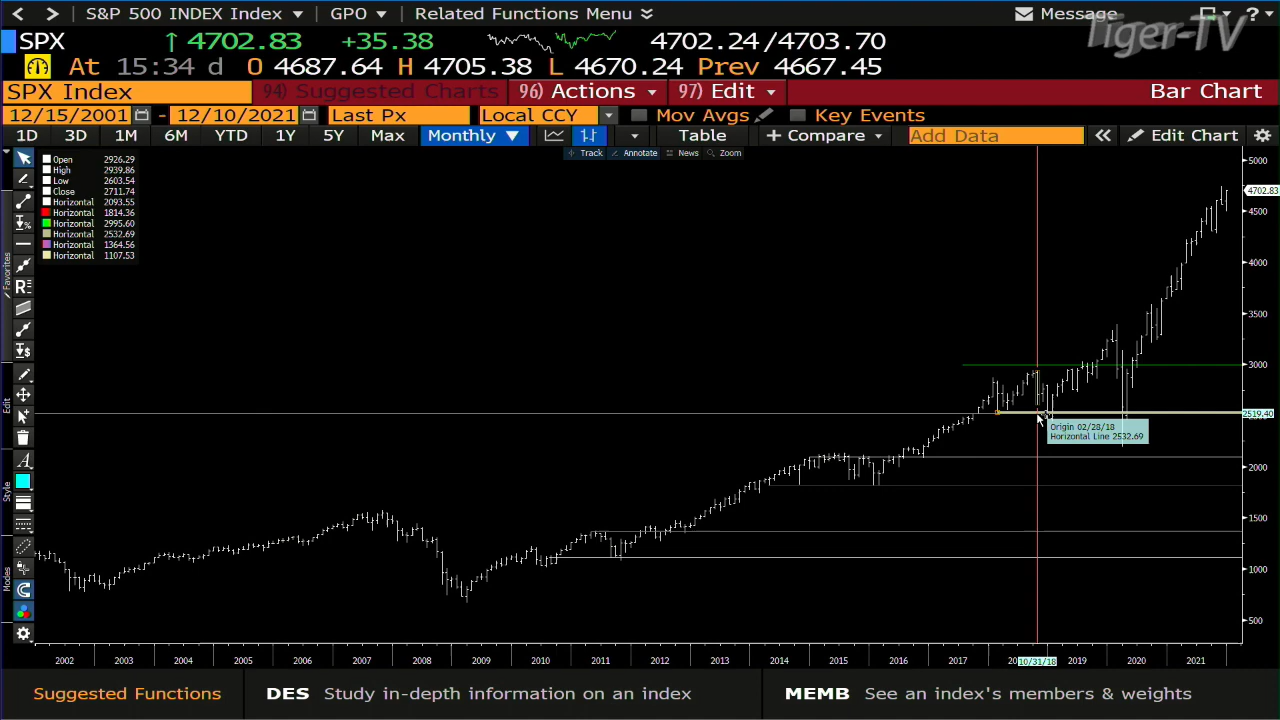 S&P 500 INDEX Index GPO Related Functions Menu Message ?
Tiger-TV
SPX 4702.83 +35.38 4702.24/4703.70
At 15:34 d O 4687.64 H 4705.38 L 4670.24 Prev 4667.45
SPX Index 94) Suggested Charts 96) Actions 97) Edit Bar Chart
12/15/2001 - 12/10/2021 Last Px Local CCY Mov Avgs Key Events
1D 3D 1M 6M YTD 1Y 5Y Max Monthly Table + Compare Add Data Edit Chart
Track Annotate News Zoom
Open 2926.29
High 2939.86
Low 2603.54
Close 2711.74
Horizontal 2093.55
Horizontal 1814.36
Horizontal 2995.60
Horizontal 2532.69
Horizontal 1364.56
Horizontal 1107.53
Favorites
Edit
Style
Modes
5000
4702.83
4500
4000
3500
3000
2519.40
2000
1500
1000
500
Origin 02/28/18
Horizontal Line 2532.69
2002 2003 2004 2005 2006 2007 2008 2009 2010 2011 2012 2013 2014 2015 2016 2017 20 10/31/18 2019 2020 2021
Suggested Functions DES Study in-depth information on an index MEMB See an index's members & weights